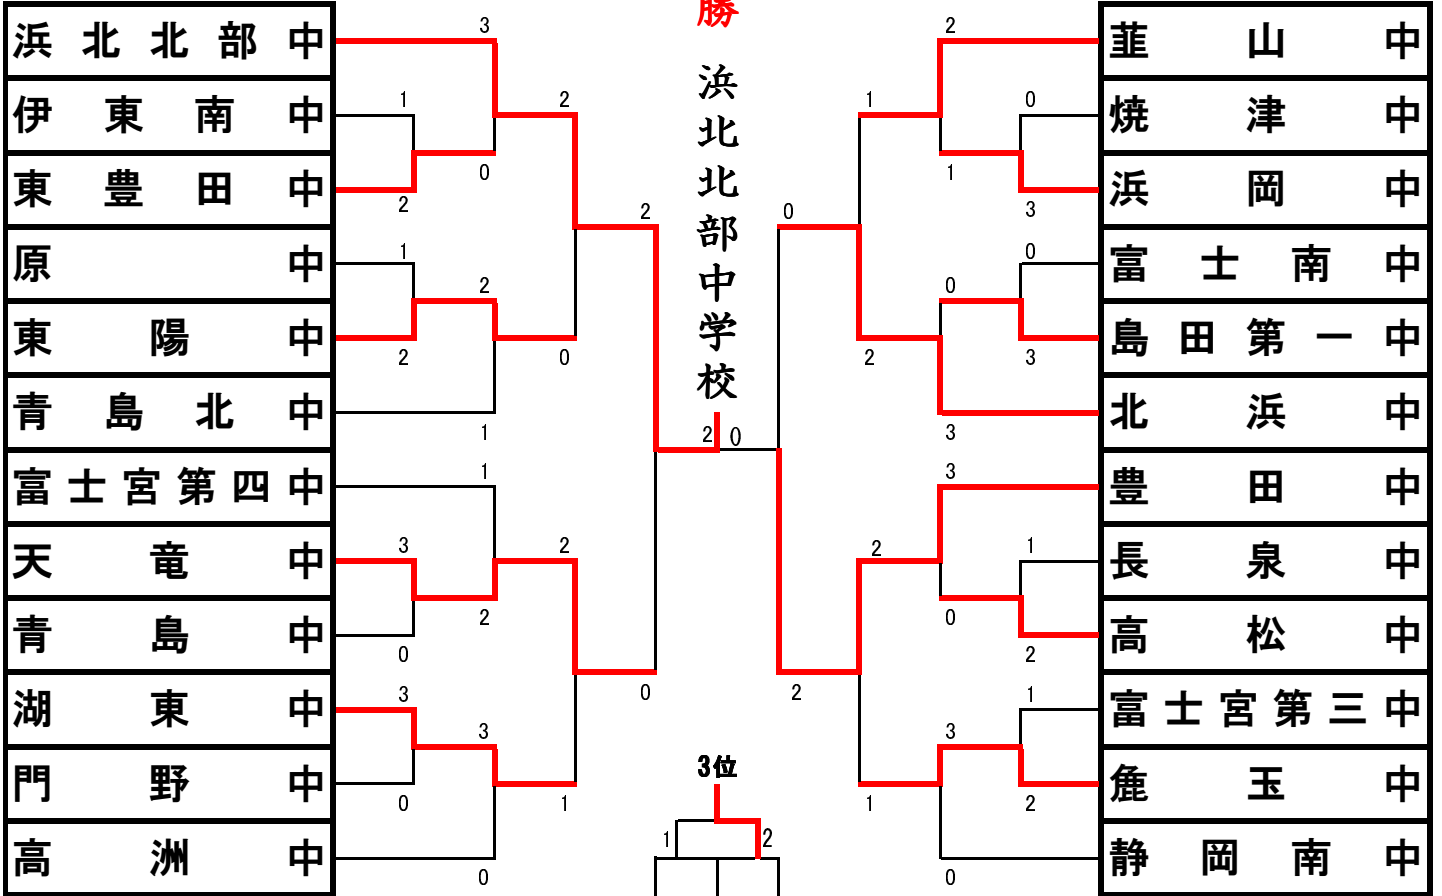 浜北北部中
伊東南中
東豊田中
原中
東陽中
青島北中
富士宮第四中
天竜中
青島中
湖東中
門野中
高洲中
3
1
0
2
2
1
2
2
0
1
1
3
2
2
0
3
3
0
1
0
2
0
勝
浜北北部中学校
2 0
3位
1 2
0
2
1
2
2
1
2
1
0
3
0
0
3
3
3
1
0
2
1
3
2
0
韮山中
焼津中
浜岡中
富士南中
島田第一中
北浜中
豊田中
長泉中
高松中
富士宮第三中
麁玉中
静岡南中